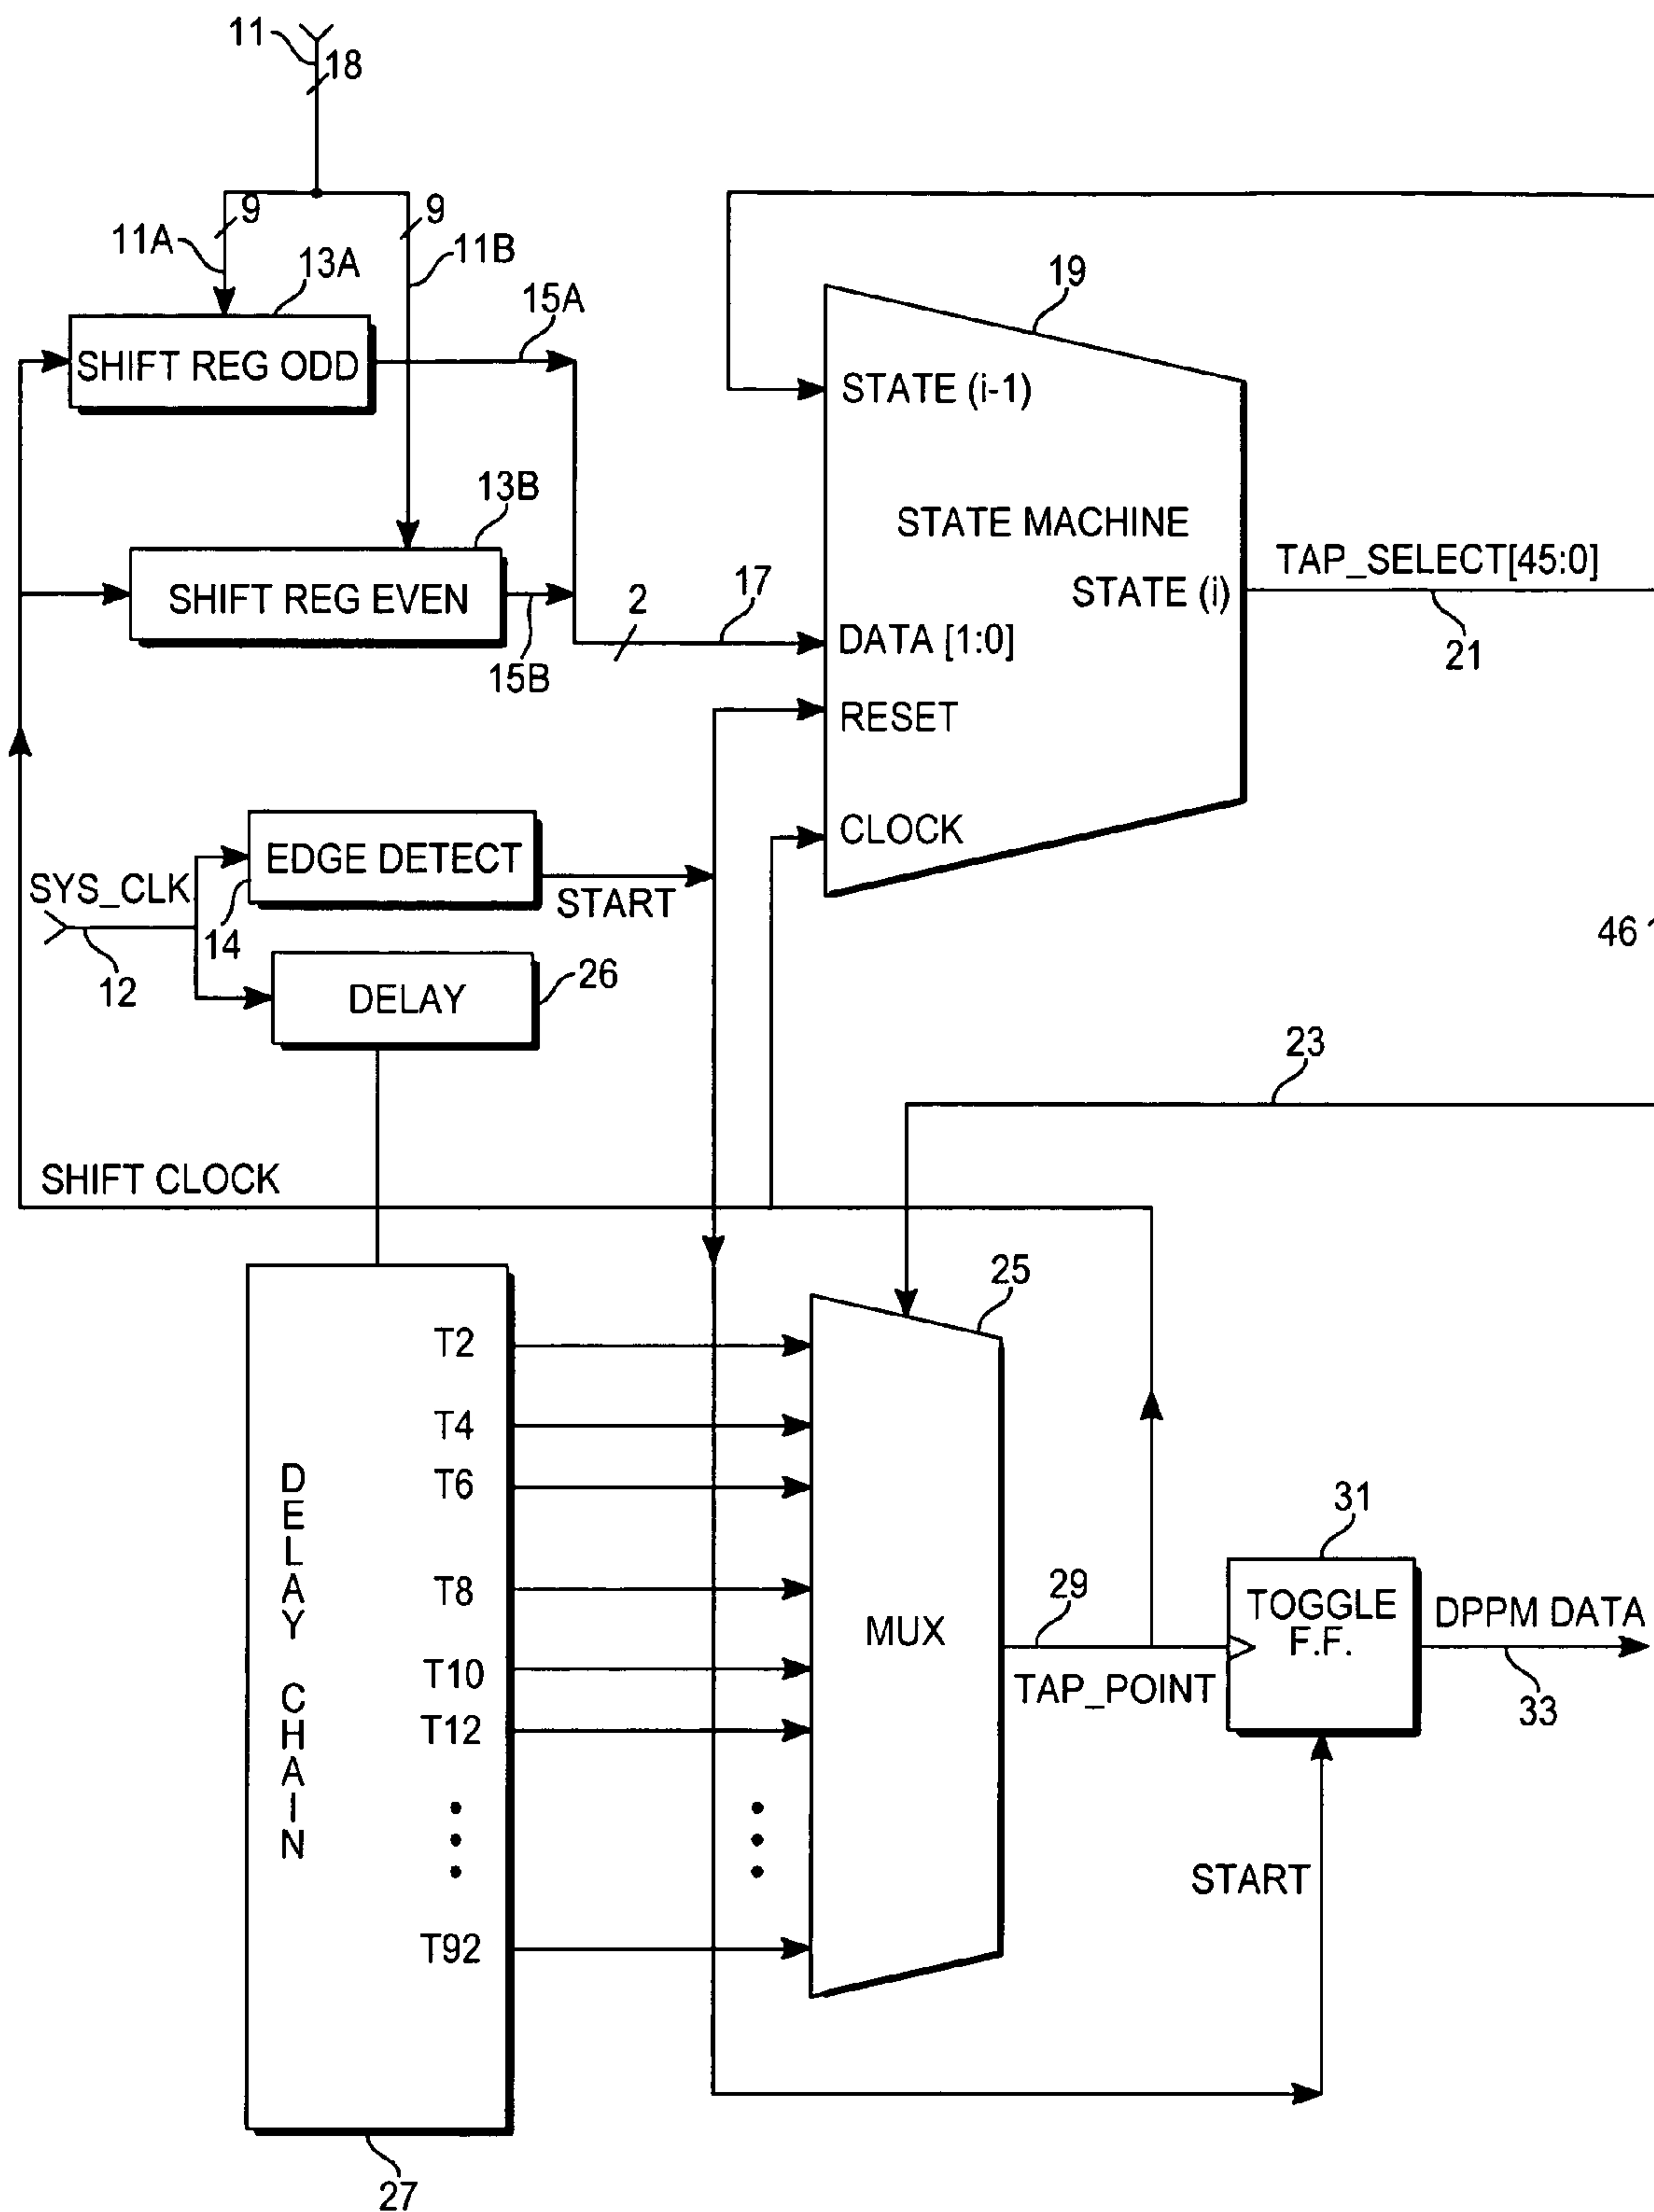 11
18
9
9
11A
11B
13A
15A
19
SHIFT REG ODD
STATE (i-1)
13B
STATE MACHINE
TAP_SELECT[45:0]
SHIFT REG EVEN
2
17
STATE (i)
DATA [1:0]
21
15B
RESET
EDGE DETECT
CLOCK
SYS_CLK
START
14
46
12
DELAY
26
23
SHIFT CLOCK
25
T2
T4
T6
DELAY CHAIN
31
T8
29
TOGGLE
F.F.
DPPM DATA
MUX
T10
TAP_POINT
33
T12
START
T92
27